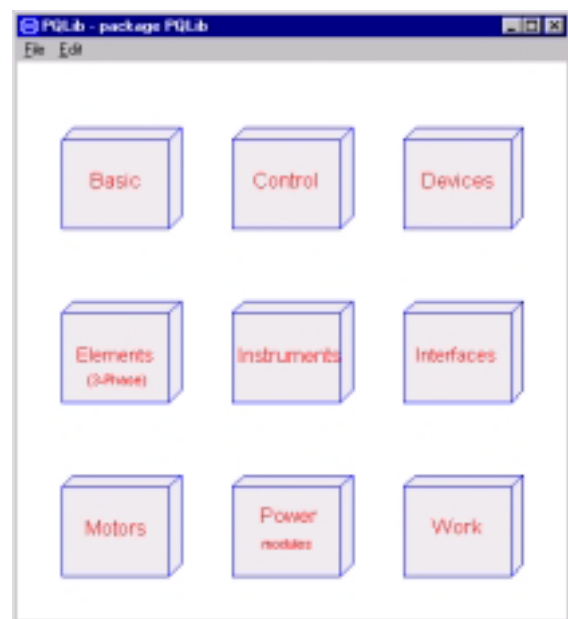 PQLib - package PQLib
File Edit
Basic Control Devices
Elements Instruments Interfaces
(3-Phase)
Motors Power Work
modules